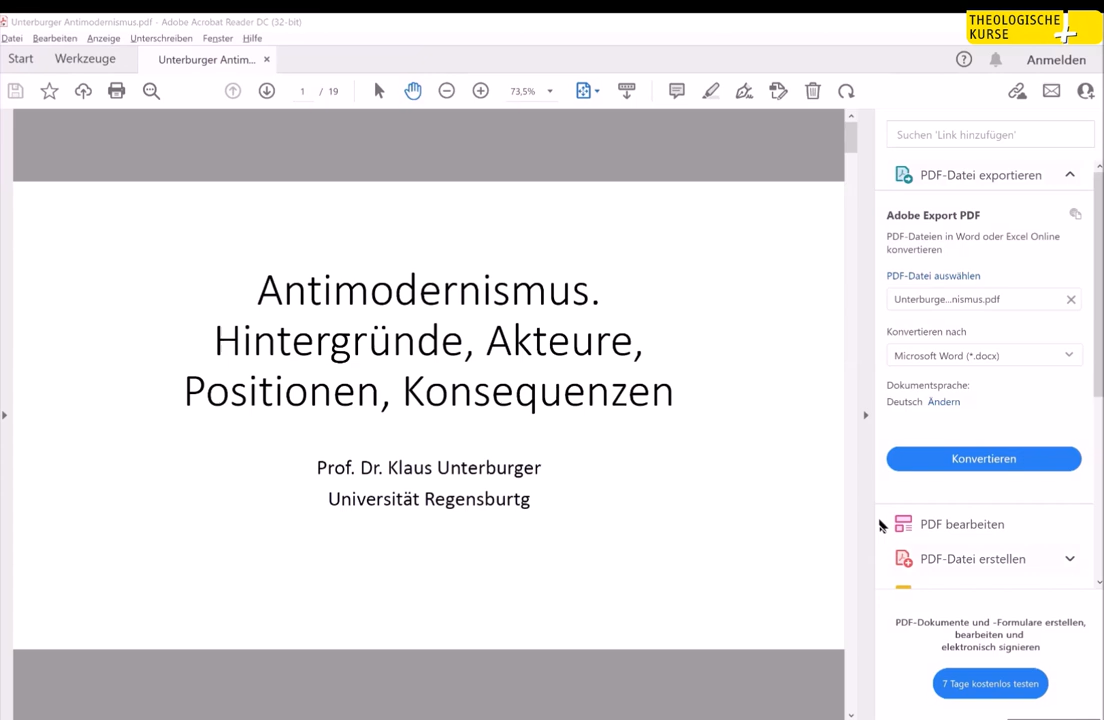 Unterburger Antimodernismus.pdf - Adobe Acrobat Reader DC (32-bit)
THEOLOGISCHE
KURSE
Datei Bearbeiten Anzeige Unterschreiben Fenster Hilfe
Start Werkzeuge Unterburger Antim... × Anmelden
1 / 19 73,5%
Suchen 'Link hinzufügen'
PDF-Datei exportieren
Adobe Export PDF
PDF-Dateien in Word oder Excel Online
konvertieren
PDF-Datei auswählen
Unterburge...nismus.pdf
Konvertieren nach
Microsoft Word (*.docx)
Dokumentsprache:
Deutsch Ändern
Konvertieren
PDF bearbeiten
PDF-Datei erstellen
PDF-Dokumente und -Formulare erstellen,
bearbeiten und
elektronisch signieren
7 Tage kostenlos testen
Antimodernismus.
Hintergründe, Akteure,
Positionen, Konsequenzen
Prof. Dr. Klaus Unterburger
Universität Regensburtg